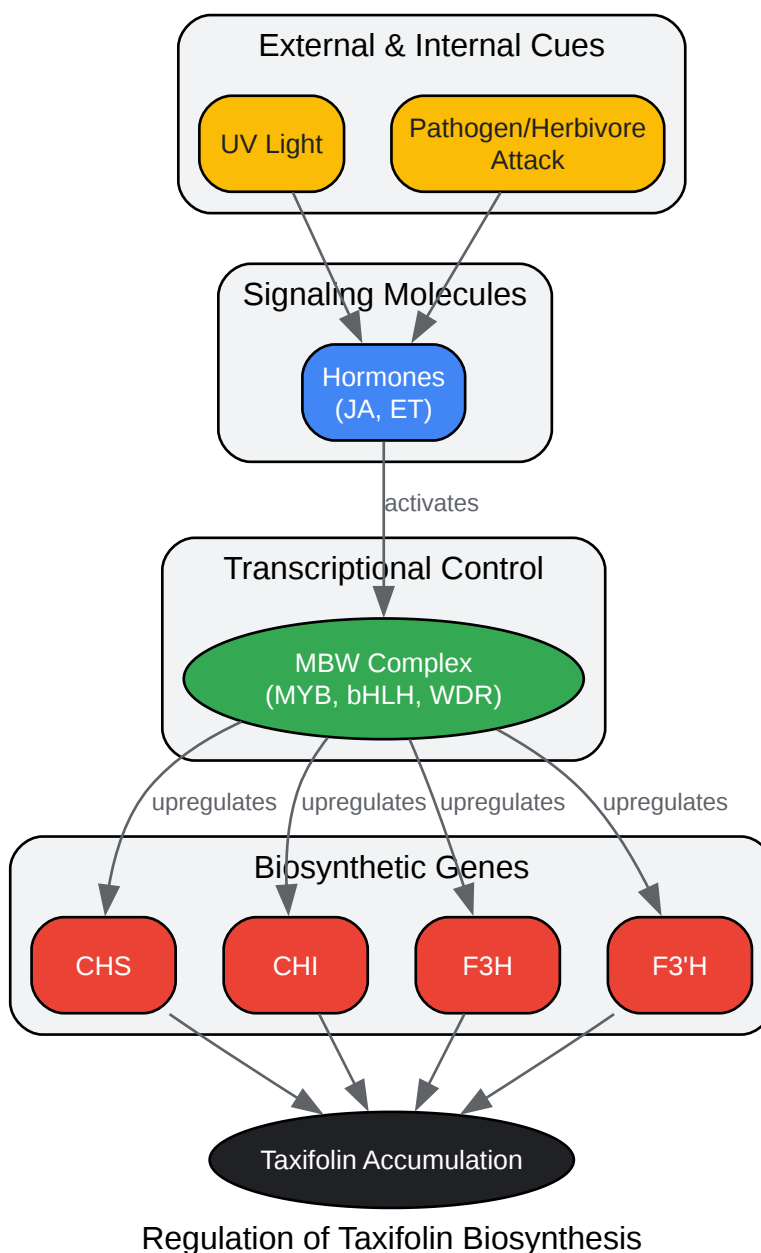 External & Internal Cues
UV Light
Pathogen/Herbivore
Attack
Signaling Molecules
Hormones
(JA, ET)
activates
Transcriptional Control
MBW Complex
(MYB, bHLH, WDR)
upregulates
upregulates
upregulates
upregulates
Biosynthetic Genes
CHS
CHI
F3H
F3'H
Taxifolin Accumulation
Regulation of Taxifolin Biosynthesis